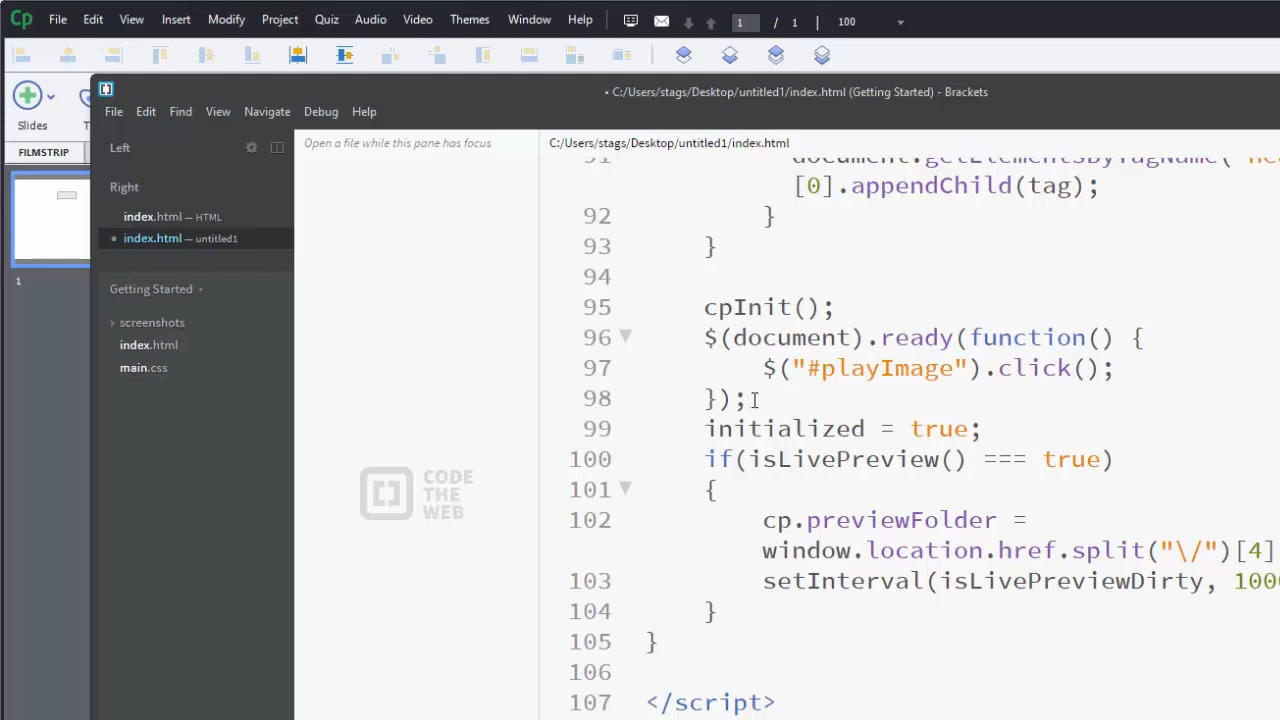 Cp File Edit View Insert Modify Project Quiz Audio Video Themes Window Help 1 / 1 100
• C:/Users/stags/Desktop/untitled1/index.html (Getting Started) - Brackets
File Edit Find View Navigate Debug Help
Slides
FILMSTRIP
1
Left
Right
index.html — HTML
index.html — untitled1
Getting Started
screenshots
index.html
main.css
Open a file while this pane has focus
CODE
THE
WEB
C:/Users/stags/Desktop/untitled1/index.html
91 document.getElementsByTagName(
[0].appendChild(tag);
92 }
93 }
94
95 cpInit();
96 $(document).ready(function() {
97 $("#playImage").click();
98 });
99 initialized = true;
100 if(isLivePreview() === true)
101 {
102 cp.previewFolder =
window.location.href.split("\/")[4]
103 setInterval(isLivePreviewDirty,
104 }
105 }
106
107 </script>